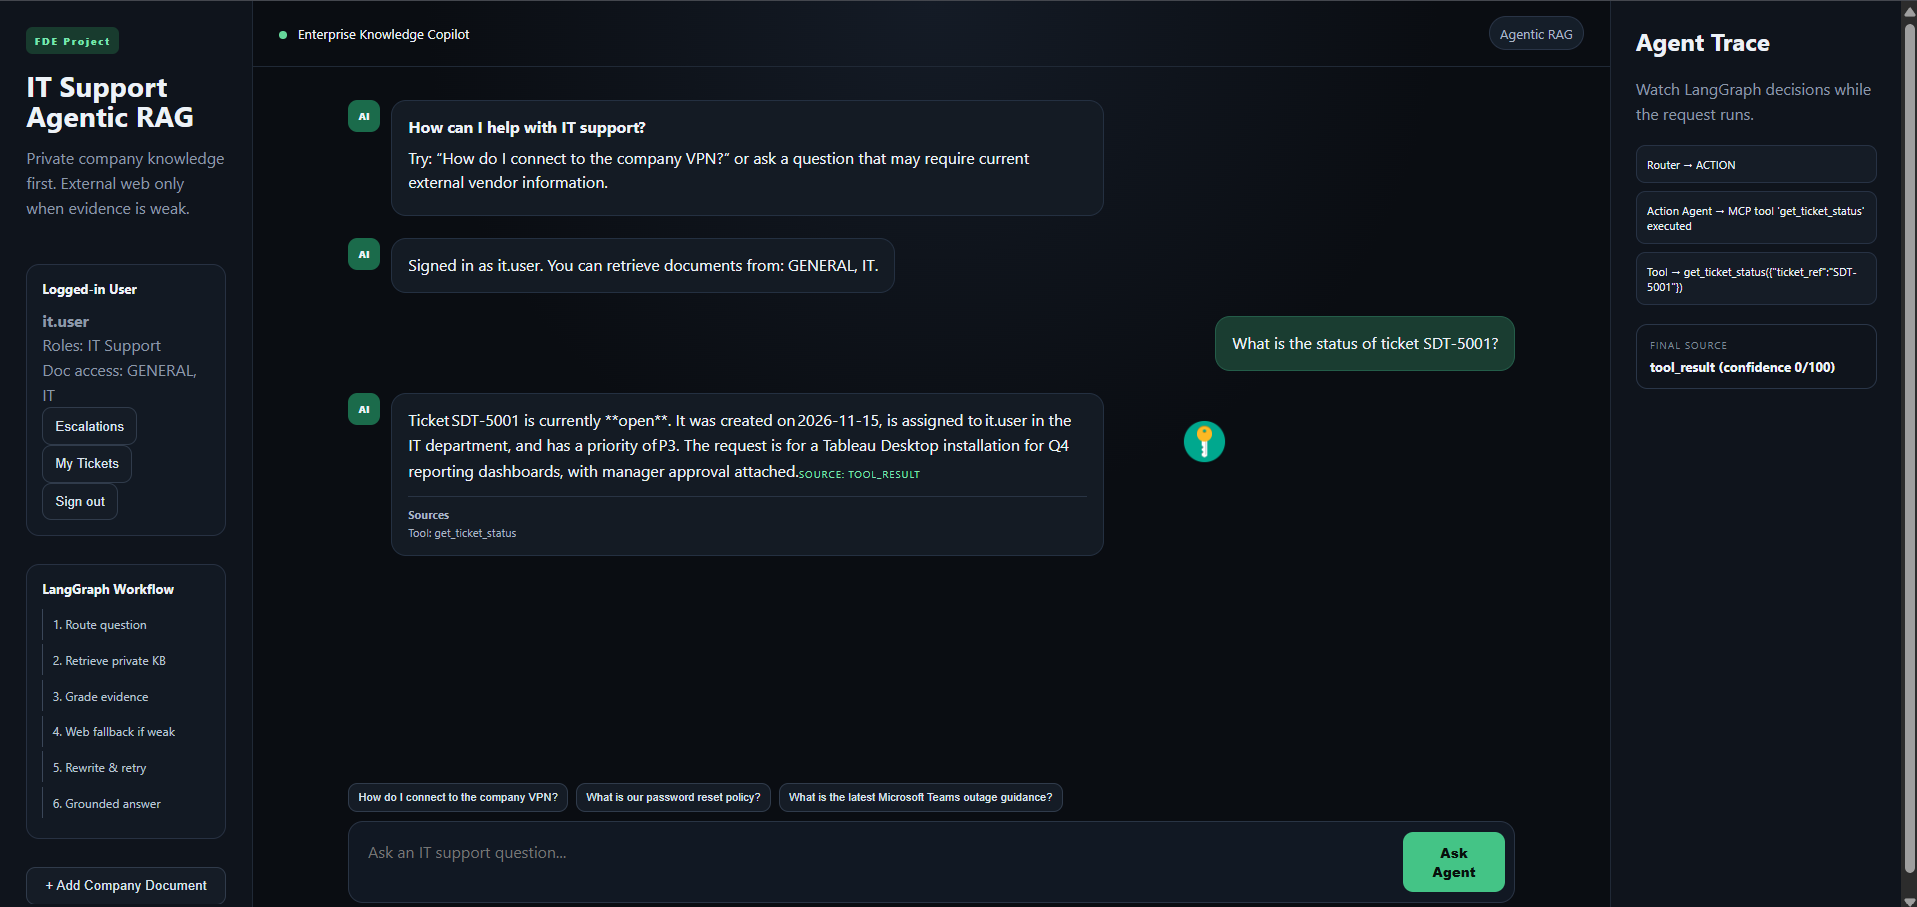 FDE Project
IT Support
Agentic RAG
Private company knowledge
first. External web only
when evidence is weak.
Logged-in User
it.user
Roles: IT Support
Doc access: GENERAL,
IT
Escalations
My Tickets
Sign out
LangGraph Workflow
1. Route question
2. Retrieve private KB
3. Grade evidence
4. Web fallback if weak
5. Rewrite & retry
6. Grounded answer
+ Add Company Document
Enterprise Knowledge Copilot
Agentic RAG
AI
How can I help with IT support?
Try: “How do I connect to the company VPN?” or ask a question that may require current
external vendor information.
AI
Signed in as it.user. You can retrieve documents from: GENERAL, IT.
What is the status of ticket SDT-5001?
AI
Ticket SDT-5001 is currently **open**. It was created on 2026-11-15, is assigned to it.user in the
IT department, and has a priority of P3. The request is for a Tableau Desktop installation for Q4
reporting dashboards, with manager approval attached.SOURCE: TOOL_RESULT
Sources
Tool: get_ticket_status
How do I connect to the company VPN?
What is our password reset policy?
What is the latest Microsoft Teams outage guidance?
Ask an IT support question...
Ask
Agent
Agent Trace
Watch LangGraph decisions while
the request runs.
Router → ACTION
Action Agent → MCP tool 'get_ticket_status'
executed
Tool → get_ticket_status({"ticket_ref":"SDT-
5001"})
FINAL SOURCE
tool_result (confidence 0/100)